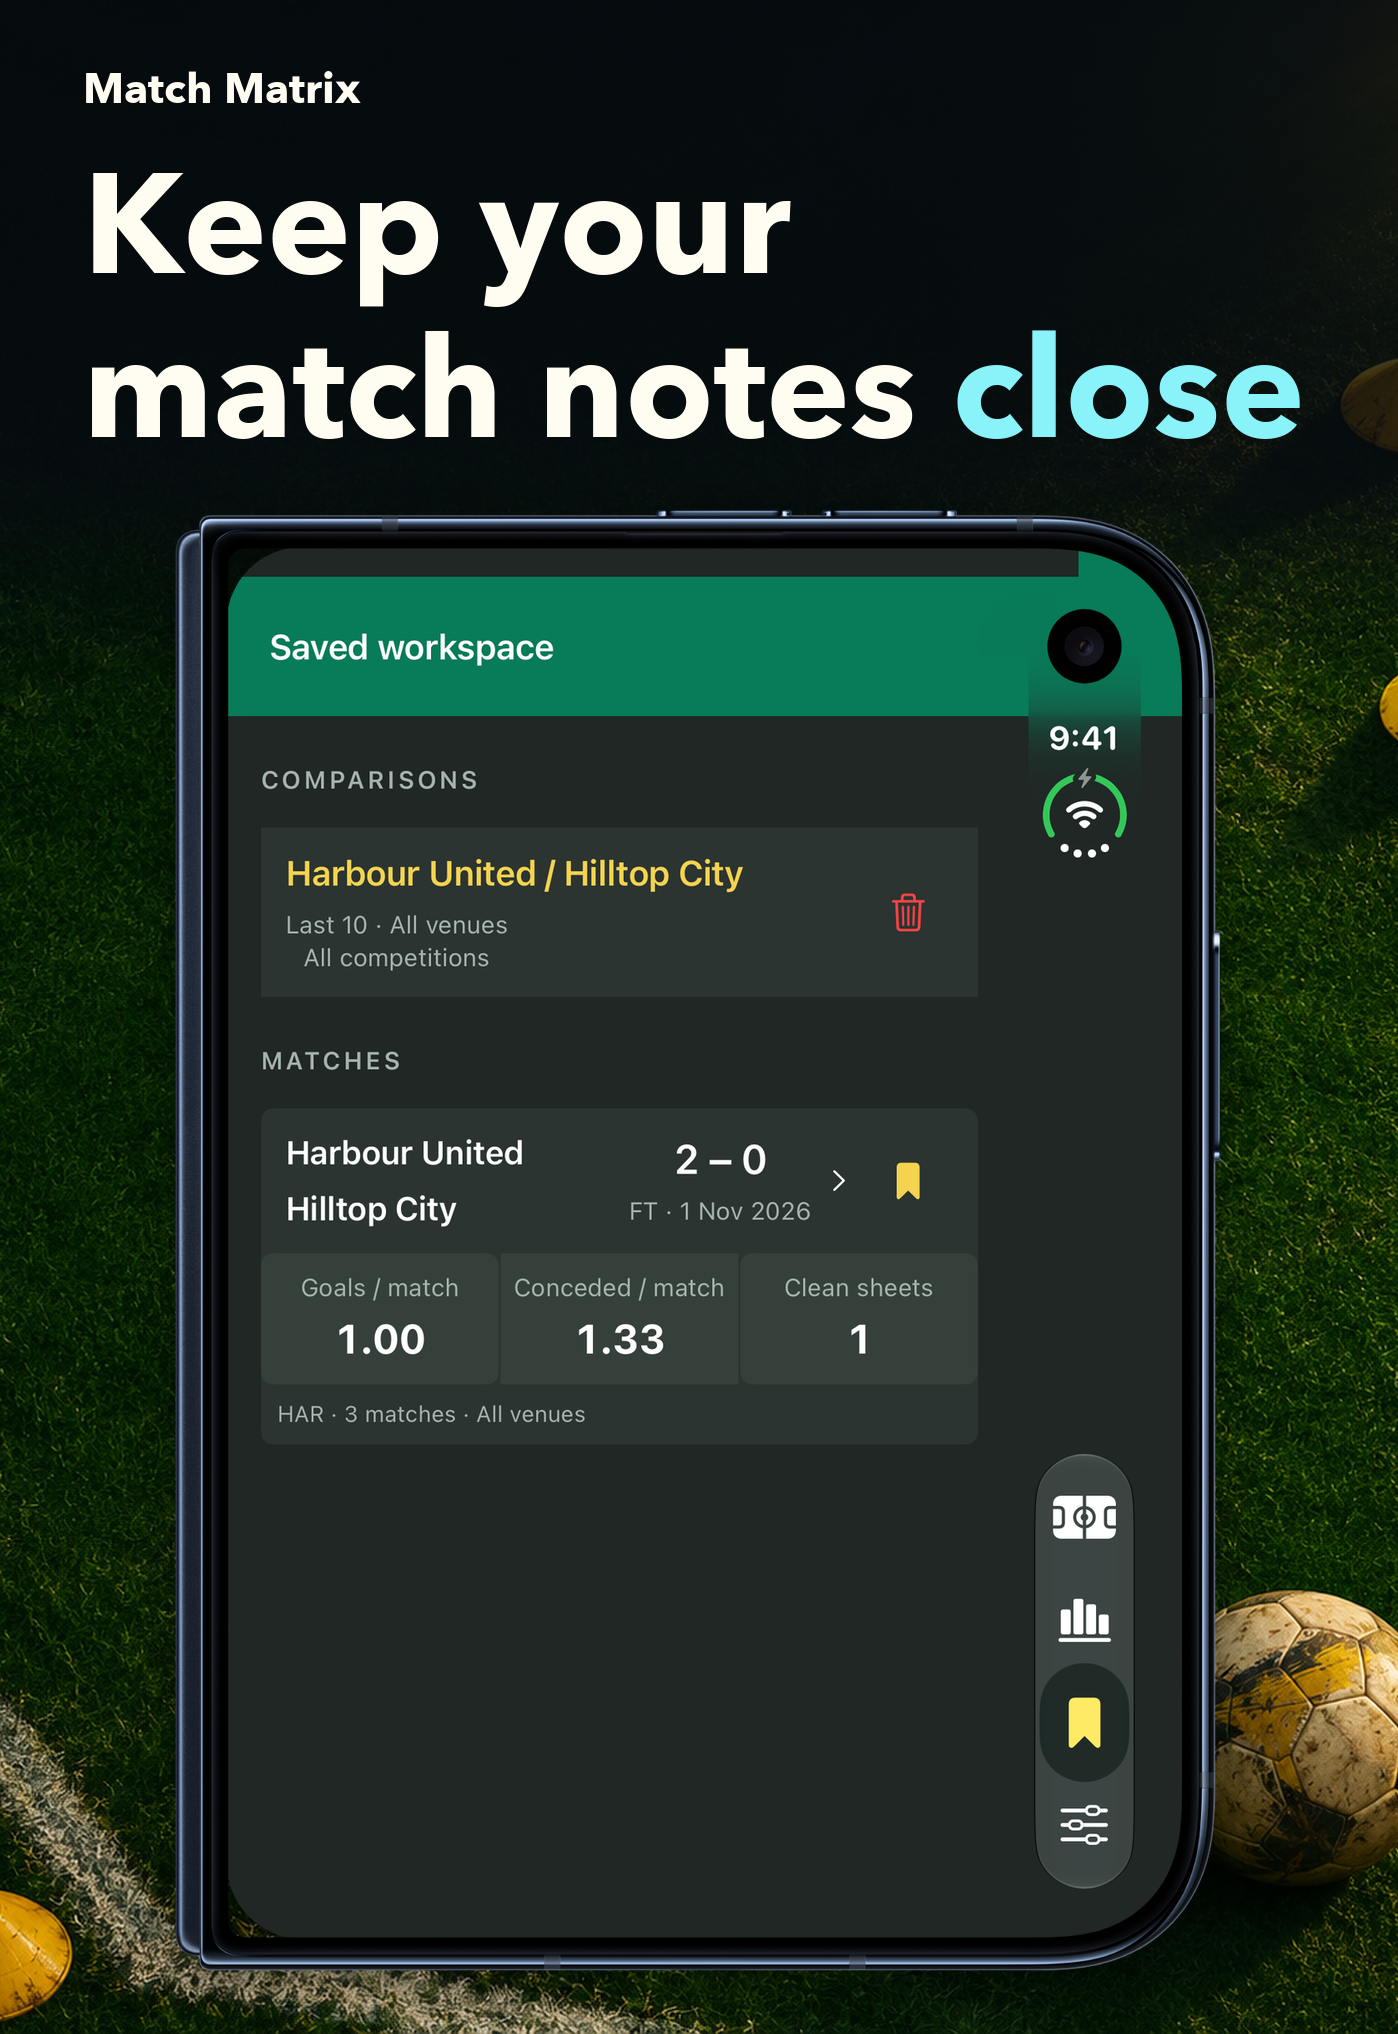 Match Matrix
Keep your
match notes close
Saved workspace
9:41
COMPARISONS
Harbour United / Hilltop City
Last 10 · All venues
All competitions
MATCHES
Harbour United
Hilltop City
2 – 0
FT · 1 Nov 2026
Goals / match
1.00
Conceded / match
1.33
Clean sheets
1
HAR · 3 matches · All venues